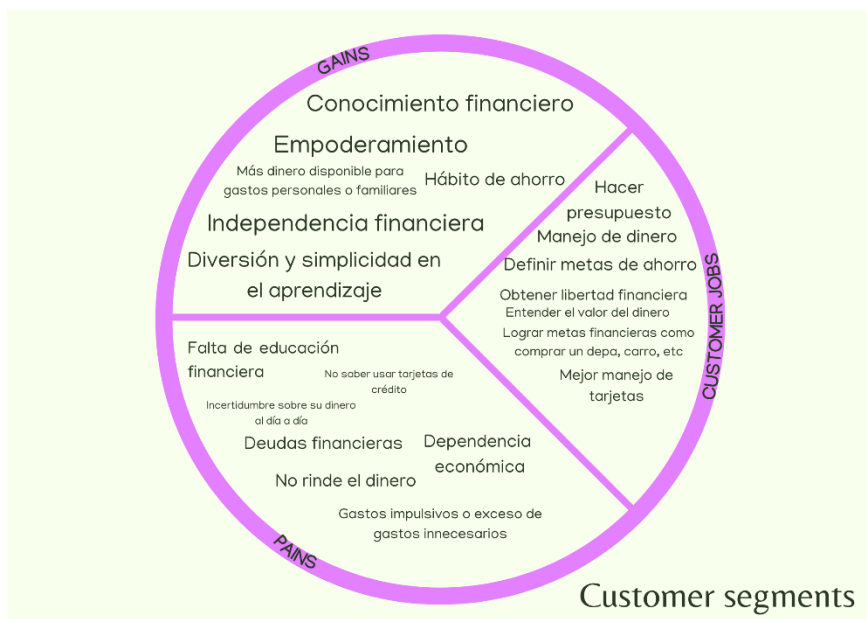 GAINS
Conocimiento financiero
Empoderamiento
Más dinero disponible para
gastos personales o familiares
Hábito de ahorro
Independencia financiera
Diversión y simplicidad en
el aprendizaje
CUSTOMER JOBS
Hacer
presupuesto
Manejo de dinero
Definir metas de ahorro
Obtener libertad financiera
Entender el valor del dinero
Lograr metas financieras como
comprar un depa, carro, etc
Mejor manejo de
tarjetas
PAINS
Falta de educación
financiera
No saber usar tarjetas de
crédito
Incertidumbre sobre su dinero
al día a día
Deudas financieras
Dependencia
económica
No rinde el dinero
Gastos impulsivos o exceso de
gastos innecesarios
Customer segments